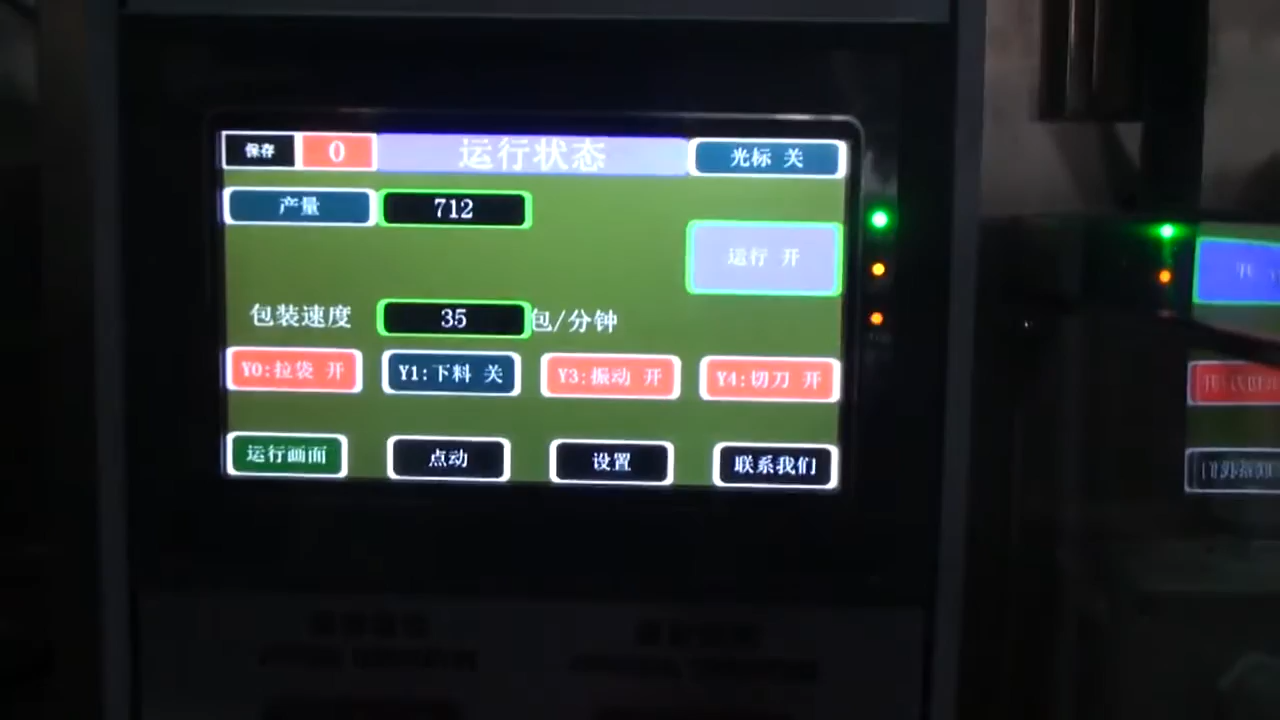 保存 0 运行状态 光标 关
产量 712
运行 开
包装速度 35 包/分钟
Y0:拉袋 开 Y1:下料 关 Y3:振动 开 Y4:切刀 开
运行画面 点动 设置 联系我们